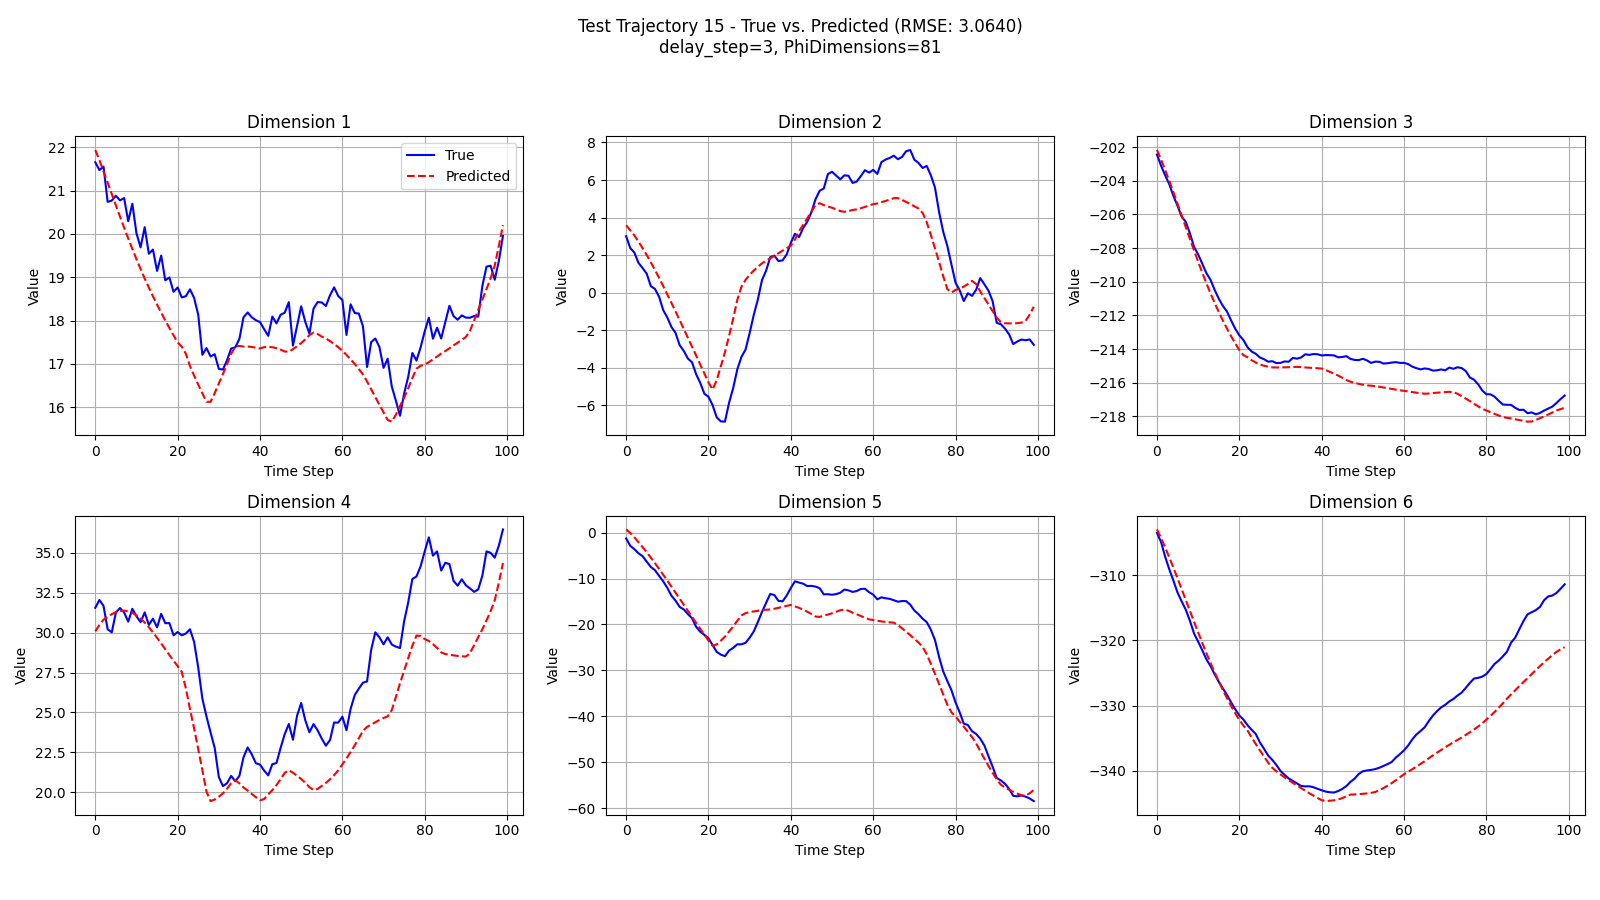 Test Trajectory 15 - True vs. Predicted (RMSE: 3.0640)
delay_step=3, PhiDimensions=81
Dimension 1
22
21
20
19
18
17
16
Value
0 20 40 60 80 100
Time Step
True
Predicted
Dimension 2
8
6
4
2
0
−2
−4
−6
Value
0 20 40 60 80 100
Time Step
Dimension 3
−202
−204
−206
−208
−210
−212
−214
−216
−218
Value
0 20 40 60 80 100
Time Step
Dimension 4
35.0
32.5
30.0
27.5
25.0
22.5
20.0
Value
0 20 40 60 80 100
Time Step
Dimension 5
0
−10
−20
−30
−40
−50
−60
Value
0 20 40 60 80 100
Time Step
Dimension 6
−310
−320
−330
−340
Value
0 20 40 60 80 100
Time Step